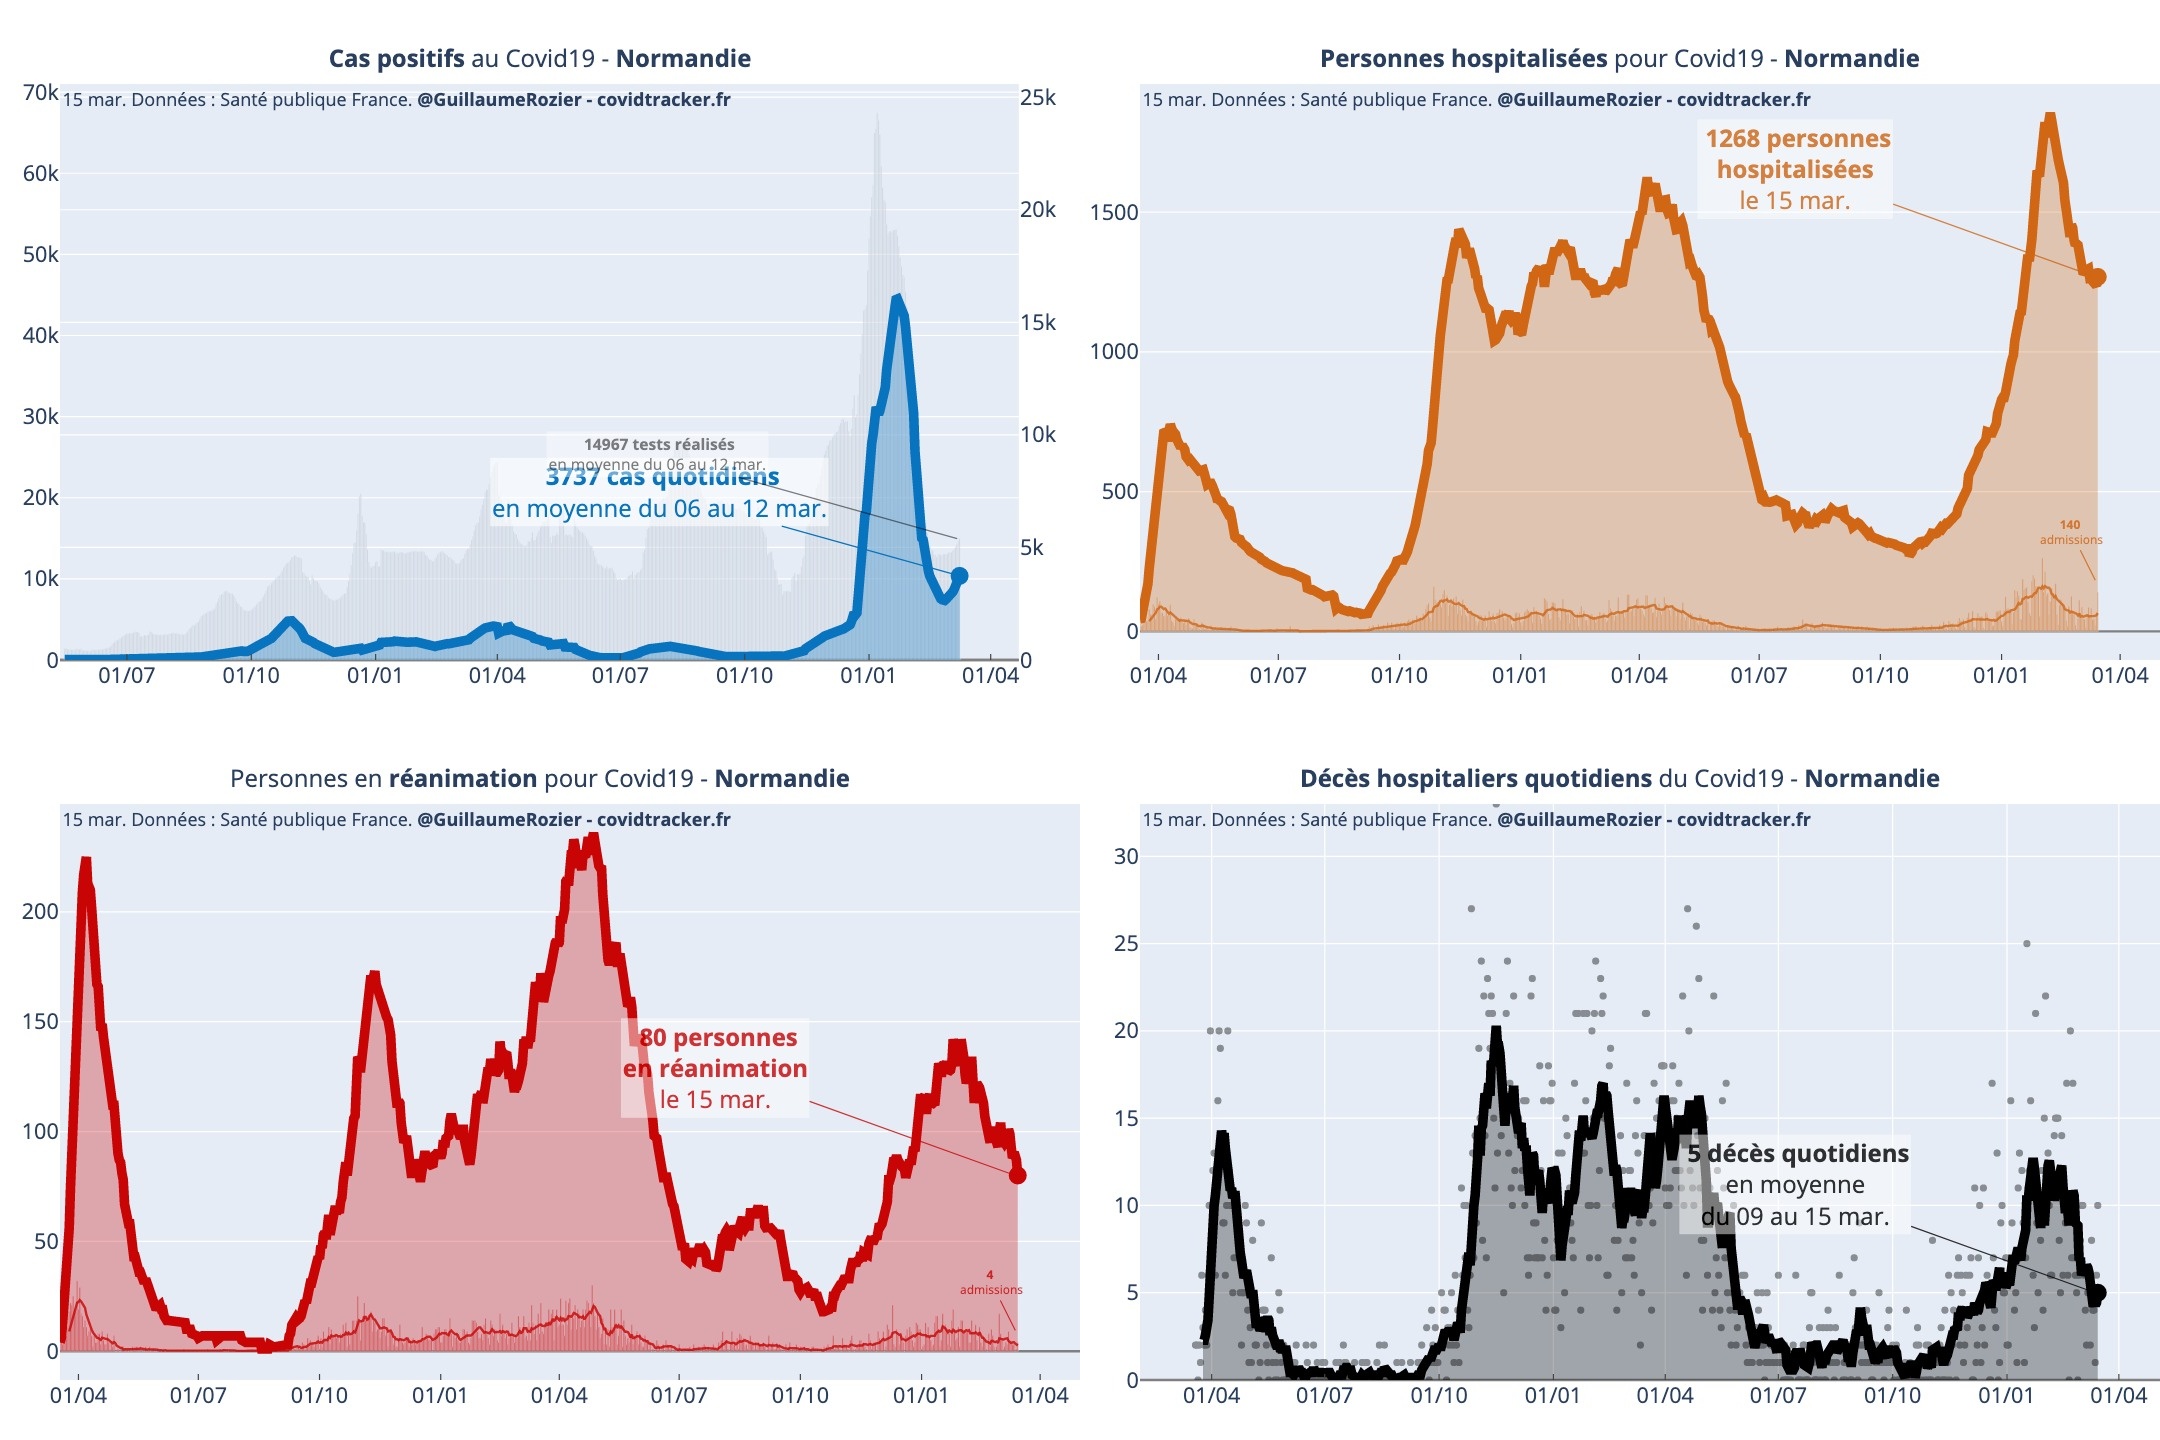 Cas positifs au Covid19 - Normandie
15 mar. Données : Santé publique France. @GuillaumeRozier - covidtracker.fr
70k
60k
50k
40k
30k
20k
10k
0
25k
20k
15k
10k
5k
0
14967 tests réalisés
en moyenne du 06 au 12 mar.
3737 cas quotidiens
en moyenne du 06 au 12 mar.
01/07 01/10 01/01 01/04 01/07 01/10 01/01 01/04
Personnes hospitalisées pour Covid19 - Normandie
15 mar. Données : Santé publique France. @GuillaumeRozier - covidtracker.fr
1500
1000
500
0
1268 personnes
hospitalisées
le 15 mar.
140
admissions
01/04 01/07 01/10 01/01 01/04 01/07 01/10 01/01 01/04
Personnes en réanimation pour Covid19 - Normandie
15 mar. Données : Santé publique France. @GuillaumeRozier - covidtracker.fr
200
150
100
50
0
80 personnes
en réanimation
le 15 mar.
4
admissions
01/04 01/07 01/10 01/01 01/04 01/07 01/10 01/01 01/04
Décès hospitaliers quotidiens du Covid19 - Normandie
15 mar. Données : Santé publique France. @GuillaumeRozier - covidtracker.fr
30
25
20
15
10
5
0
5 décès quotidiens
en moyenne
du 09 au 15 mar.
01/04 01/07 01/10 01/01 01/04 01/07 01/10 01/01 01/04